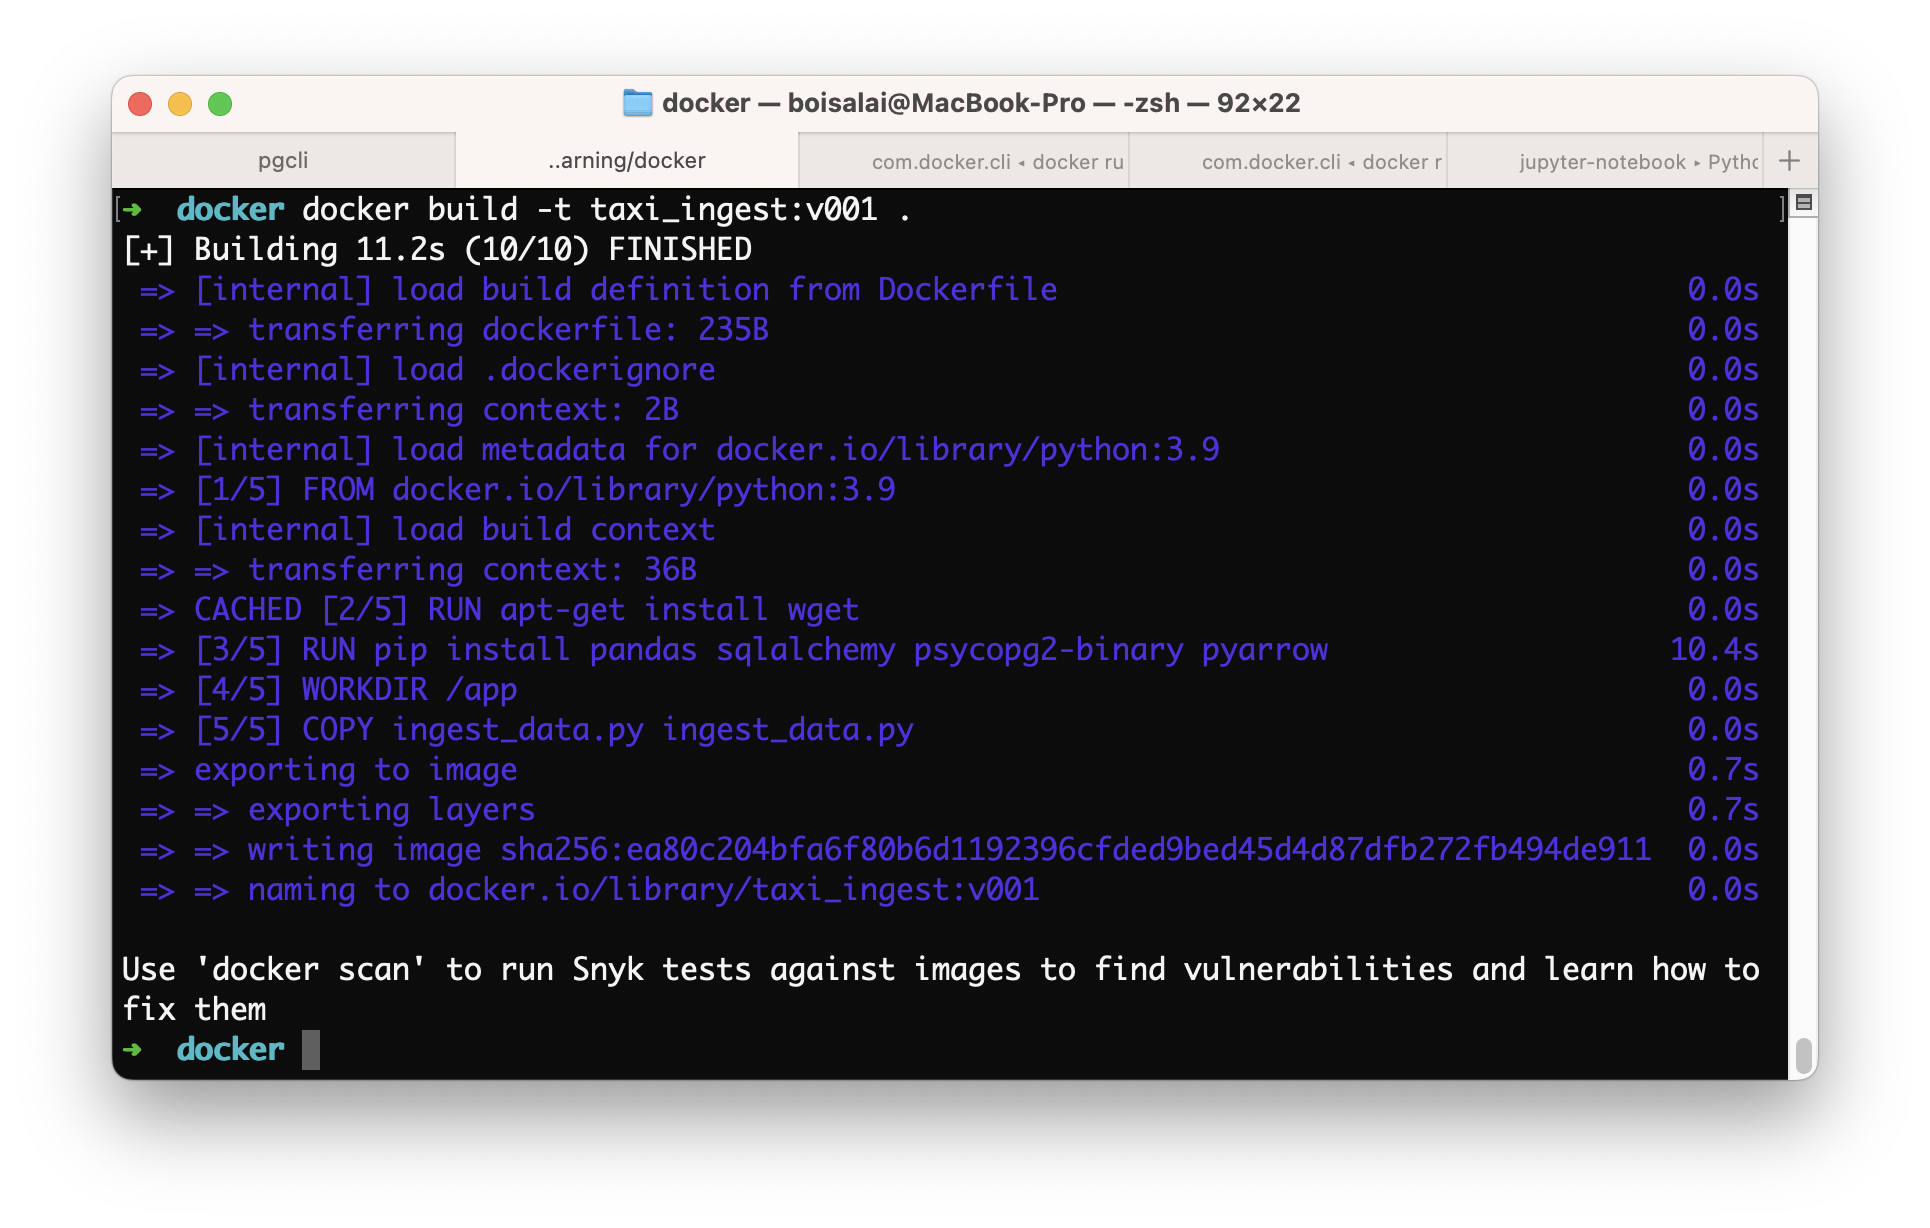 docker — boisalai@MacBook-Pro — -zsh — 92×22
pgcli
..arning/docker
com.docker.cli ◂ docker ru
com.docker.cli ◂ docker r
jupyter-notebook ▸ Pytho
+
[➜  docker docker build -t taxi_ingest:v001 . ]
[+] Building 11.2s (10/10) FINISHED
=> [internal] load build definition from Dockerfile 0.0s
=> => transferring dockerfile: 235B 0.0s
=> [internal] load .dockerignore 0.0s
=> => transferring context: 2B 0.0s
=> [internal] load metadata for docker.io/library/python:3.9 0.0s
=> [1/5] FROM docker.io/library/python:3.9 0.0s
=> [internal] load build context 0.0s
=> => transferring context: 36B 0.0s
=> CACHED [2/5] RUN apt-get install wget 0.0s
=> [3/5] RUN pip install pandas sqlalchemy psycopg2-binary pyarrow 10.4s
=> [4/5] WORKDIR /app 0.0s
=> [5/5] COPY ingest_data.py ingest_data.py 0.0s
=> exporting to image 0.7s
=> => exporting layers 0.7s
=> => writing image sha256:ea80c204bfa6f80b6d1192396cfded9bed45d4d87dfb272fb494de911 0.0s
=> => naming to docker.io/library/taxi_ingest:v001 0.0s
Use 'docker scan' to run Snyk tests against images to find vulnerabilities and learn how to
fix them
➜  docker